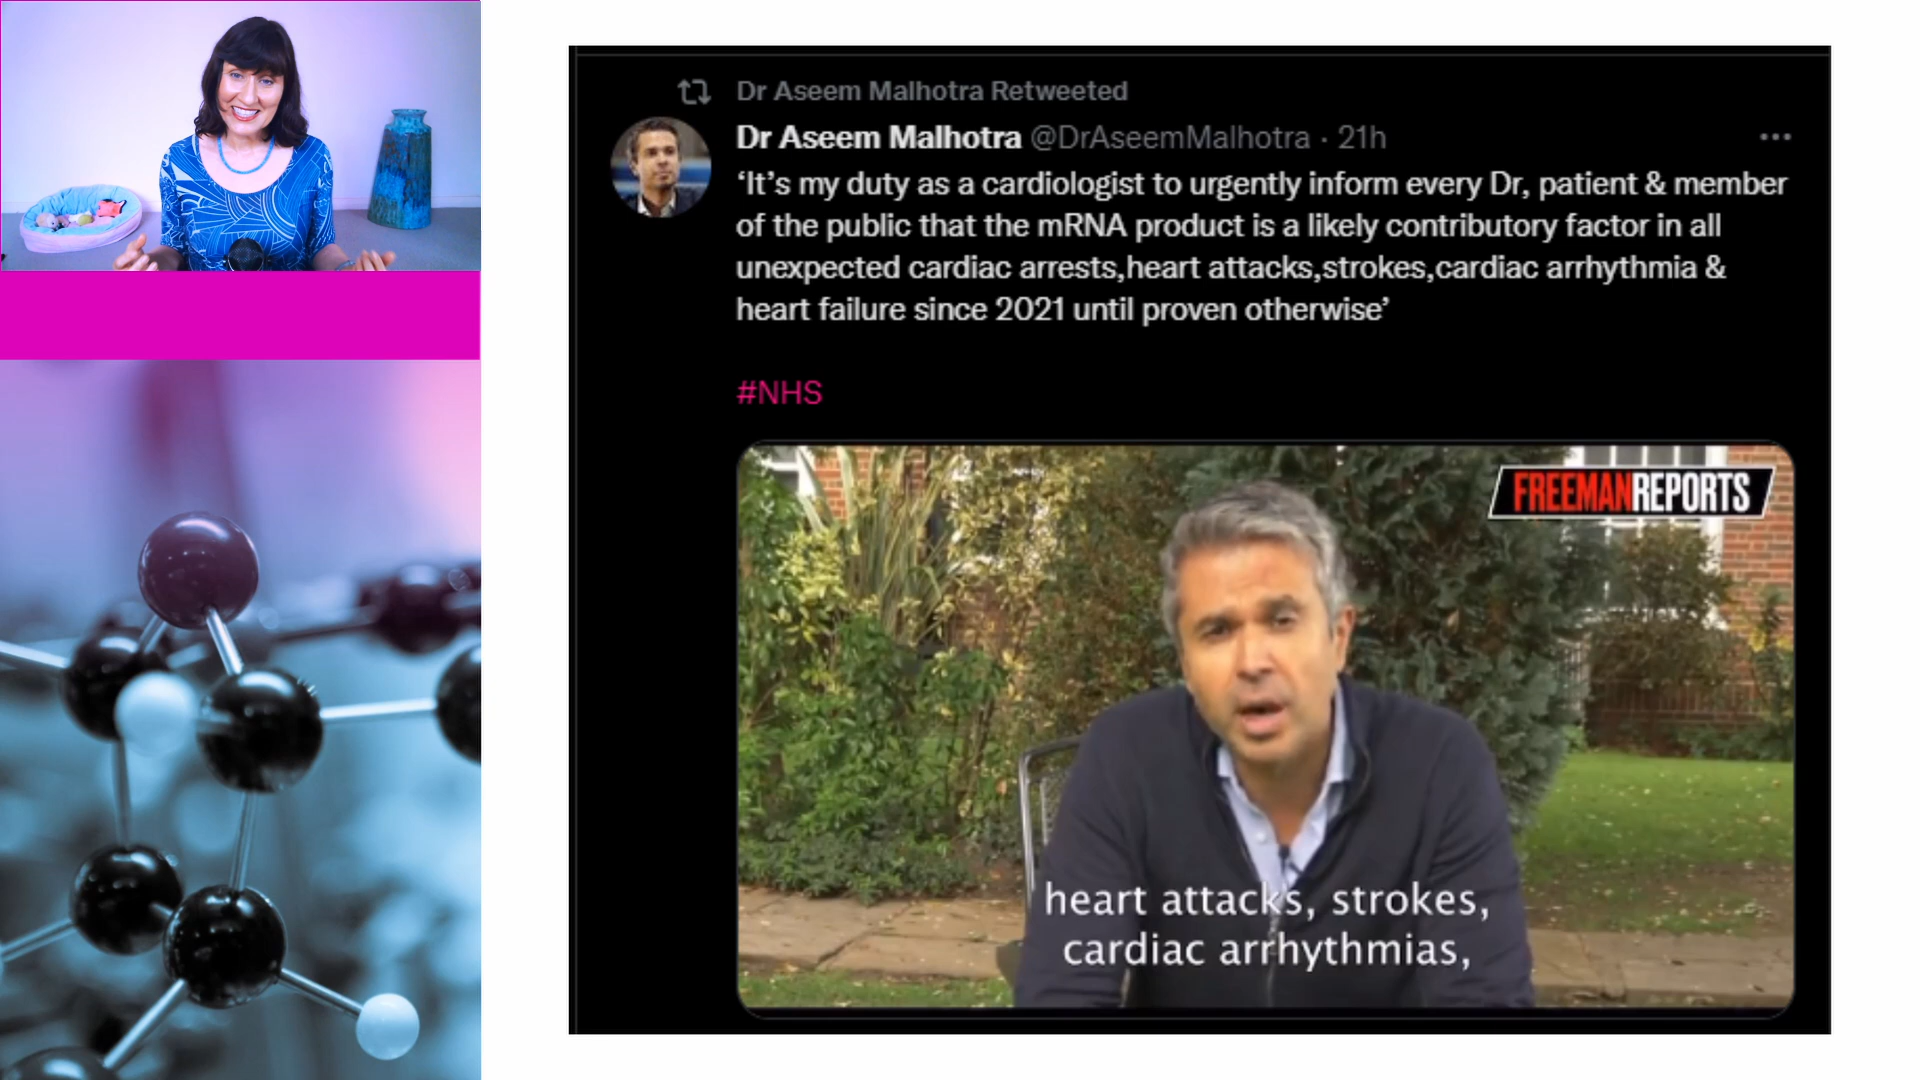 Dr Aseem Malhotra Retweeted
Dr Aseem Malhotra @DrAseemMalhotra · 21h
‘It’s my duty as a cardiologist to urgently inform every Dr, patient & member
of the public that the mRNA product is a likely contributory factor in all
unexpected cardiac arrests,heart attacks,strokes,cardiac arrhythmia &
heart failure since 2021 until proven otherwise’
#NHS
FREEMANREPORTS
heart attacks, strokes,
cardiac arrhythmias,